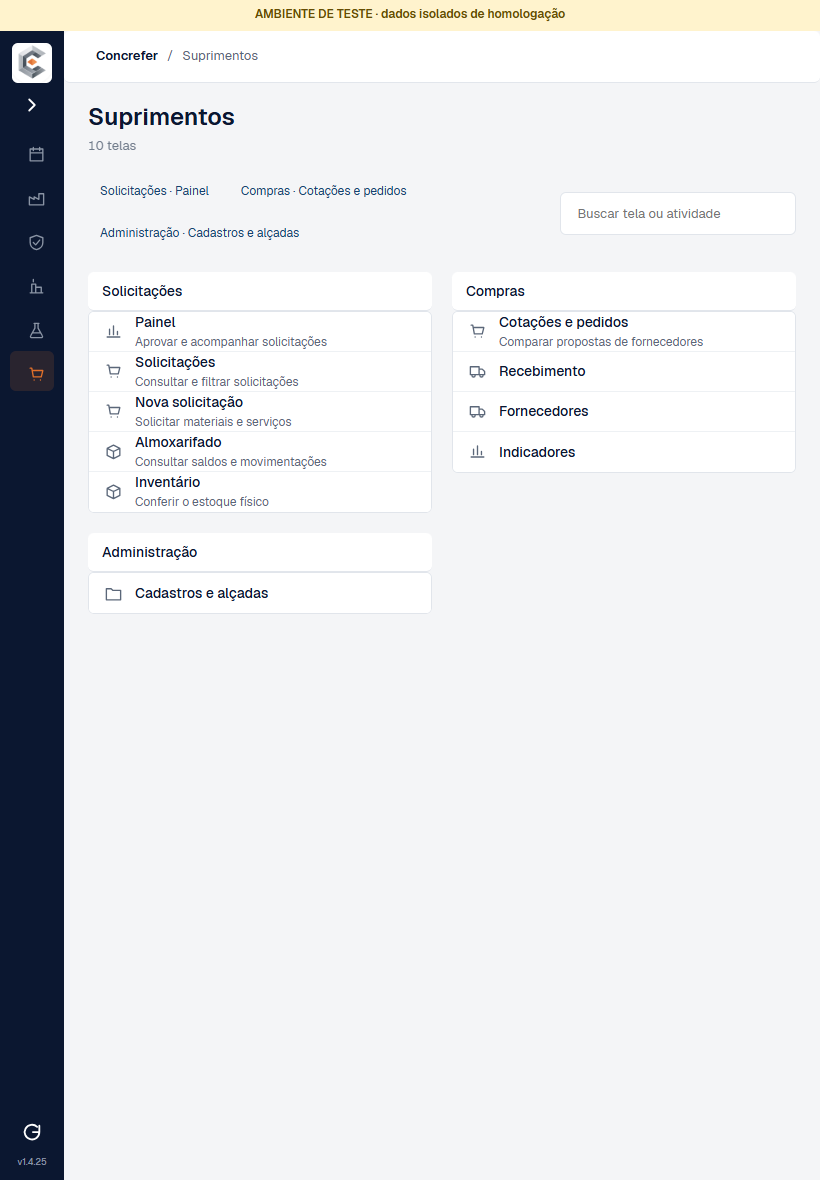 AMBIENTE DE TESTE · dados isolados de homologação
Concrefer / Suprimentos
Suprimentos
10 telas
Solicitações · Painel
Compras · Cotações e pedidos
Administração · Cadastros e alçadas
Buscar tela ou atividade
Solicitações
Painel
Aprovar e acompanhar solicitações
Solicitações
Consultar e filtrar solicitações
Nova solicitação
Solicitar materiais e serviços
Almoxarifado
Consultar saldos e movimentações
Inventário
Conferir o estoque físico
Compras
Cotações e pedidos
Comparar propostas de fornecedores
Recebimento
Fornecedores
Indicadores
Administração
Cadastros e alçadas
v1.4.25